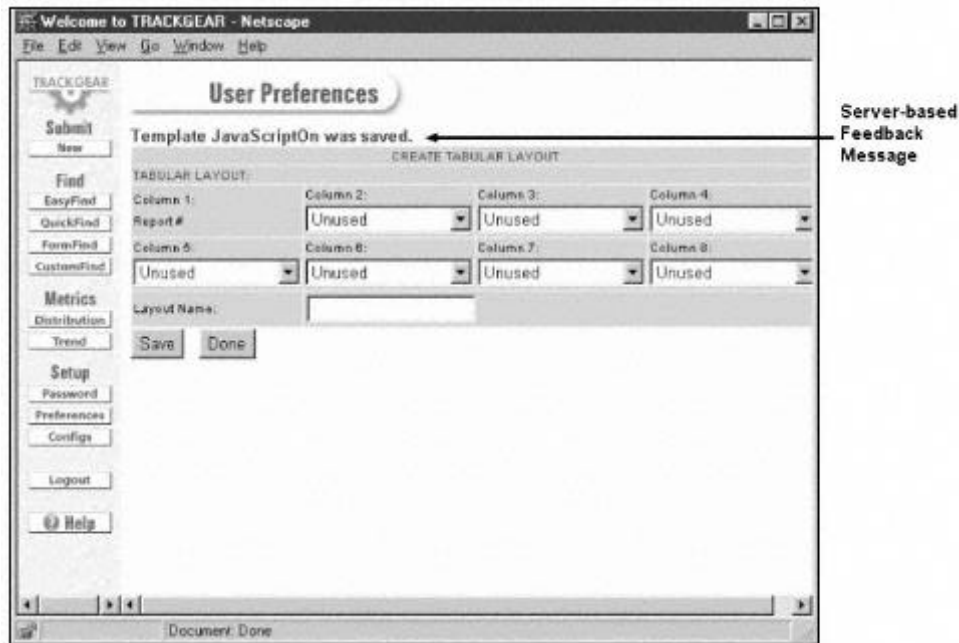 Welcome to TRACKGEAR - Netscape
File Edit View Go Window Help
TRACKGEAR
User Preferences
Template JavaScriptOn was saved.
Server-based
Feedback
Message
CREATE TABULAR LAYOUT
TABULAR LAYOUT:
Column 1: Column 2: Column 3: Column 4:
Report # Unused Unused Unused
Column 5: Column 6: Column 7: Column 8:
Unused Unused Unused Unused
Layout Name:
Save Done
Submit
New
Find
EasyFind
QuickFind
FormFind
CustomFind
Metrics
Distribution
Trend
Setup
Password
Preferences
Configs
Logout
? Help
Document: Done